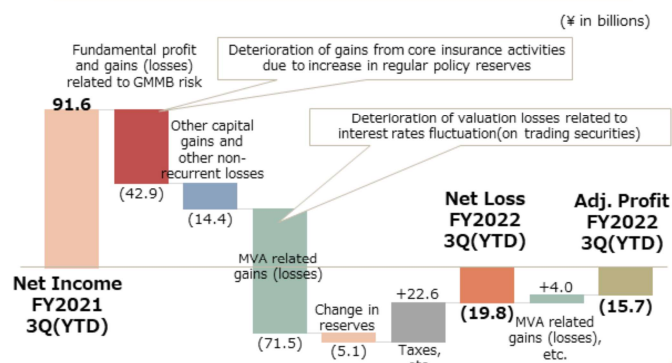 (¥ in billions)
Fundamental profit
and gains (losses)
related to GMMB risk
Deterioration of gains from core insurance activities
due to increase in regular policy reserves
91.6
Deterioration of valuation losses related to
interest rates fluctuation(on trading securities)
Other capital
gains and
other non-
recurrent losses
(42.9)
(14.4)
Net Loss
FY2022
3Q(YTD)
Adj. Profit
FY2022
3Q(YTD)
MVA related
gains (losses)
Net Income
FY2021
3Q(YTD)
Change in
reserves
+22.6
+4.0
(19.8)
(15.7)
MVA related
gains (losses),
etc.
(71.5)
(5.1)
Taxes,